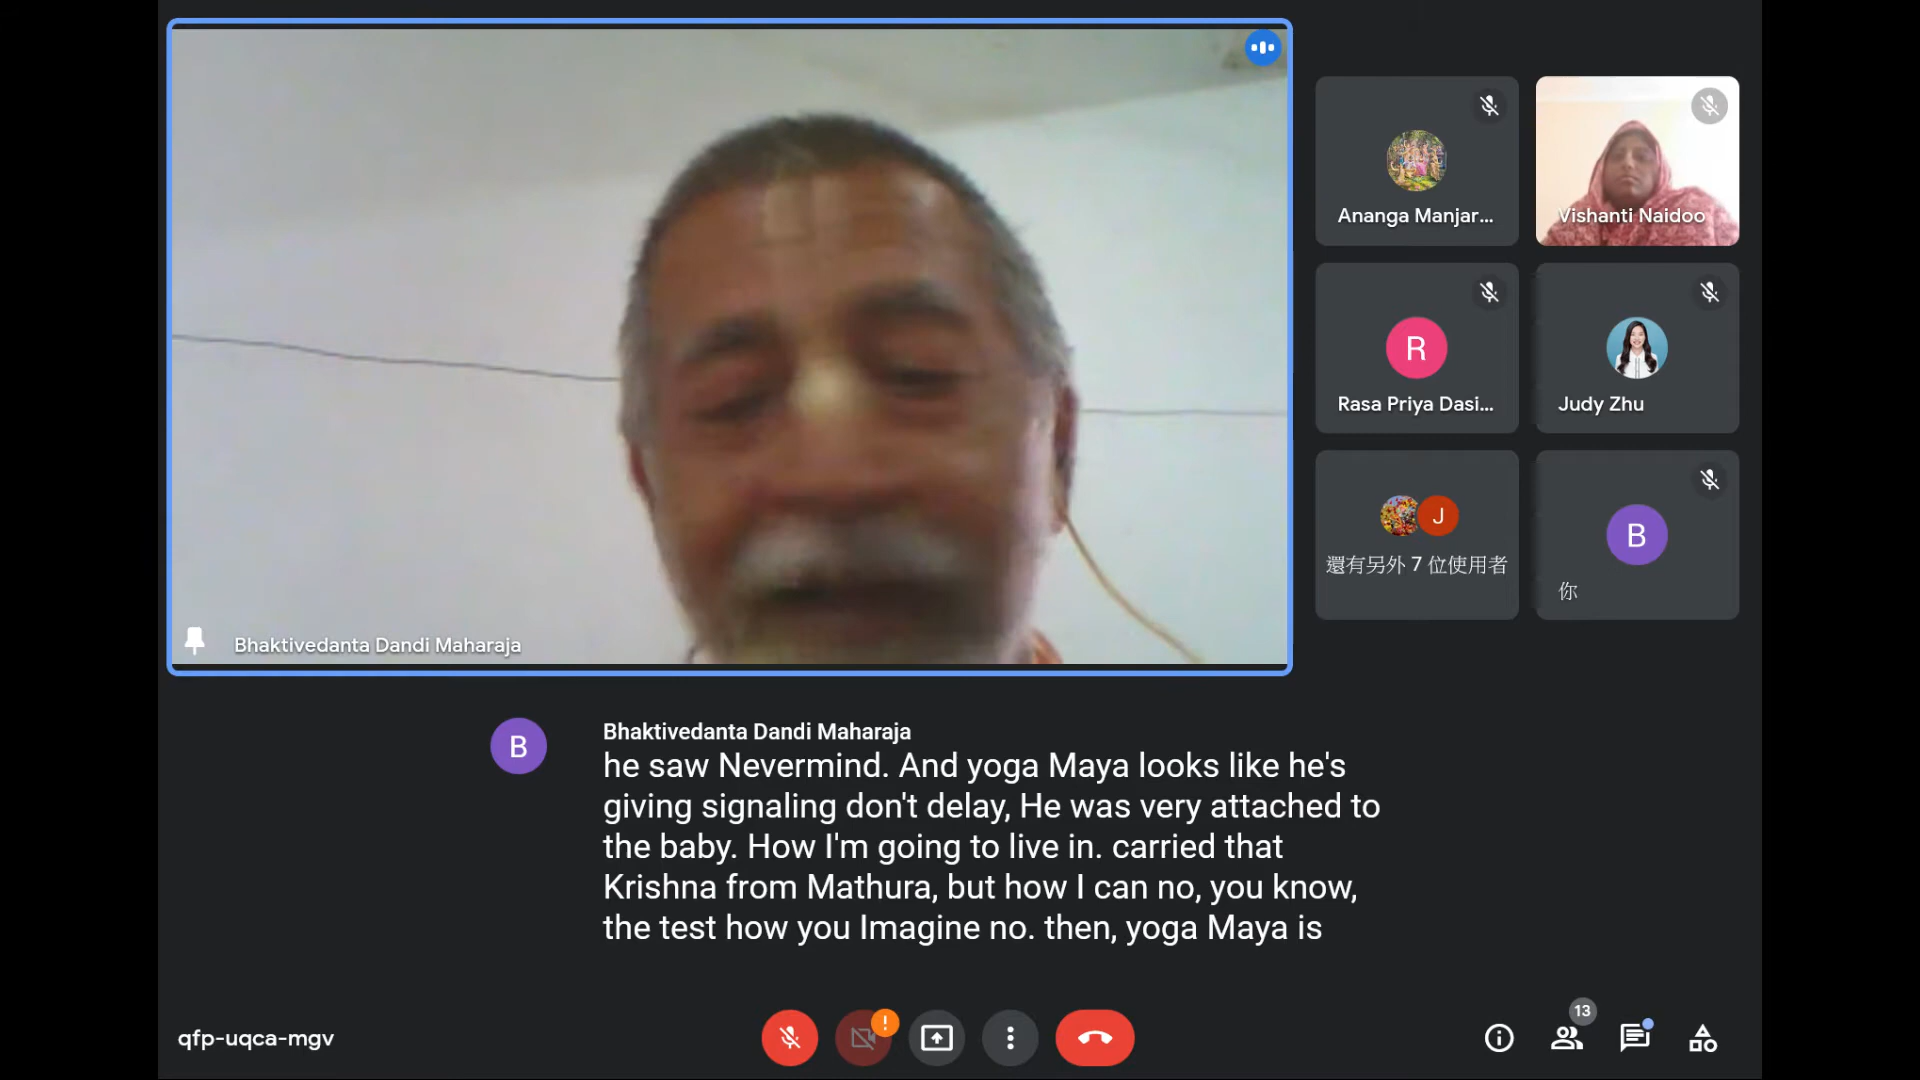 Ananga Manjar...
Vishanti Naidoo
R
Rasa Priya Dasi...
Judy Zhu
J
還有另外 7 位使用者
B
你
Bhaktivedanta Dandi Maharaja
B
Bhaktivedanta Dandi Maharaja
he saw Nevermind. And yoga Maya looks like he's
giving signaling don't delay, He was very attached to
the baby. How I'm going to live in. carried that
Krishna from Mathura, but how I can no, you know,
the test how you Imagine no. then, yoga Maya is
qfp-uqca-mgv
!
13